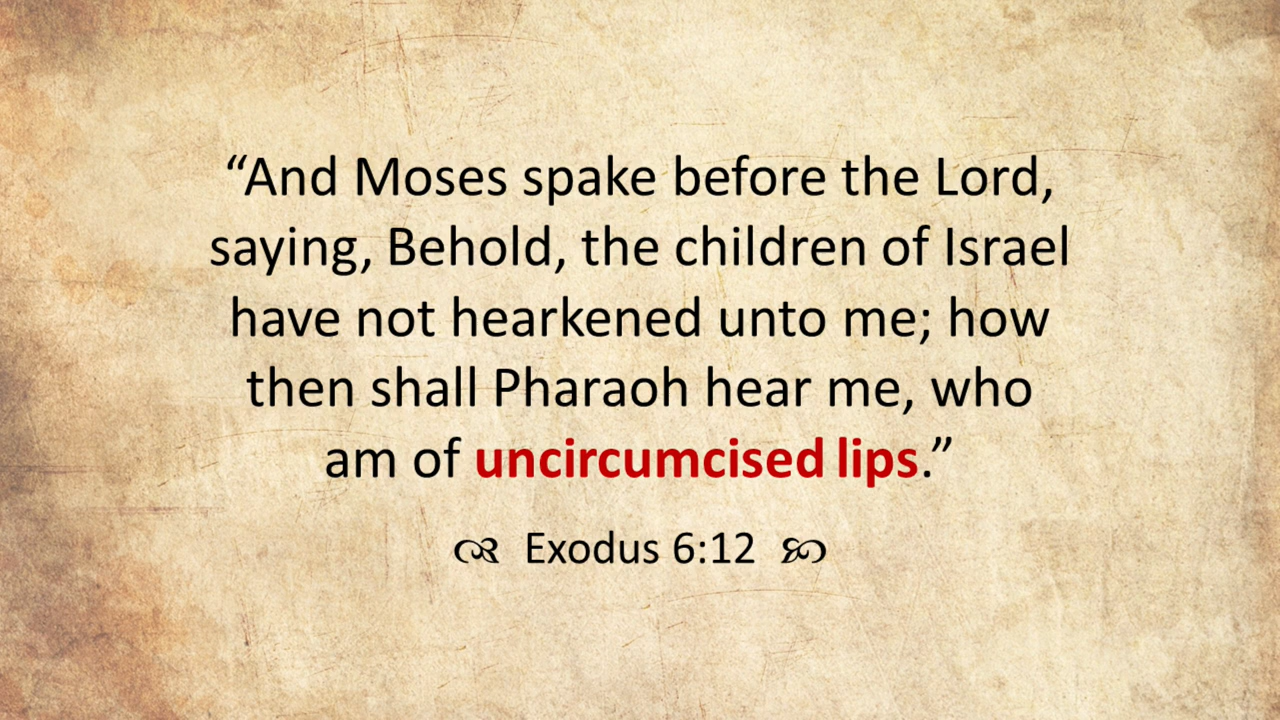 “And Moses spake before the Lord,
saying, Behold, the children of Israel
have not hearkened unto me; how
then shall Pharaoh hear me, who
am of uncircumcised lips.”
Exodus 6:12